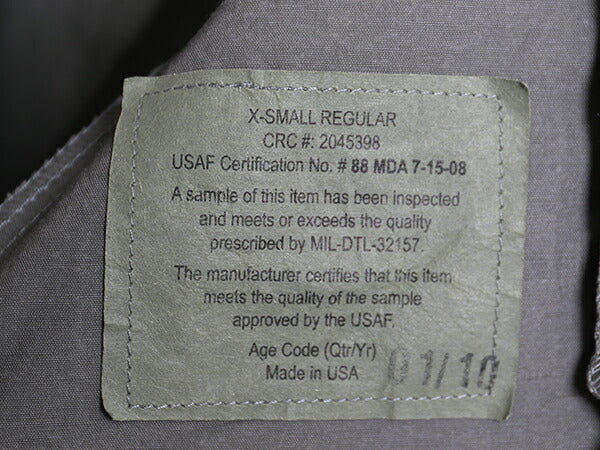 X-SMALL REGULAR
CRC #: 2045398
USAF Certification No. # 88 MDA 7-15-08
A sample of this item has been inspected
and meets or exceeds the quality
prescribed by MIL-DTL-32157.
The manufacturer certifies that this item
meets the quality of the sample
approved by the USAF.
Age Code (Qtr/Yr) 01/10
Made in USA